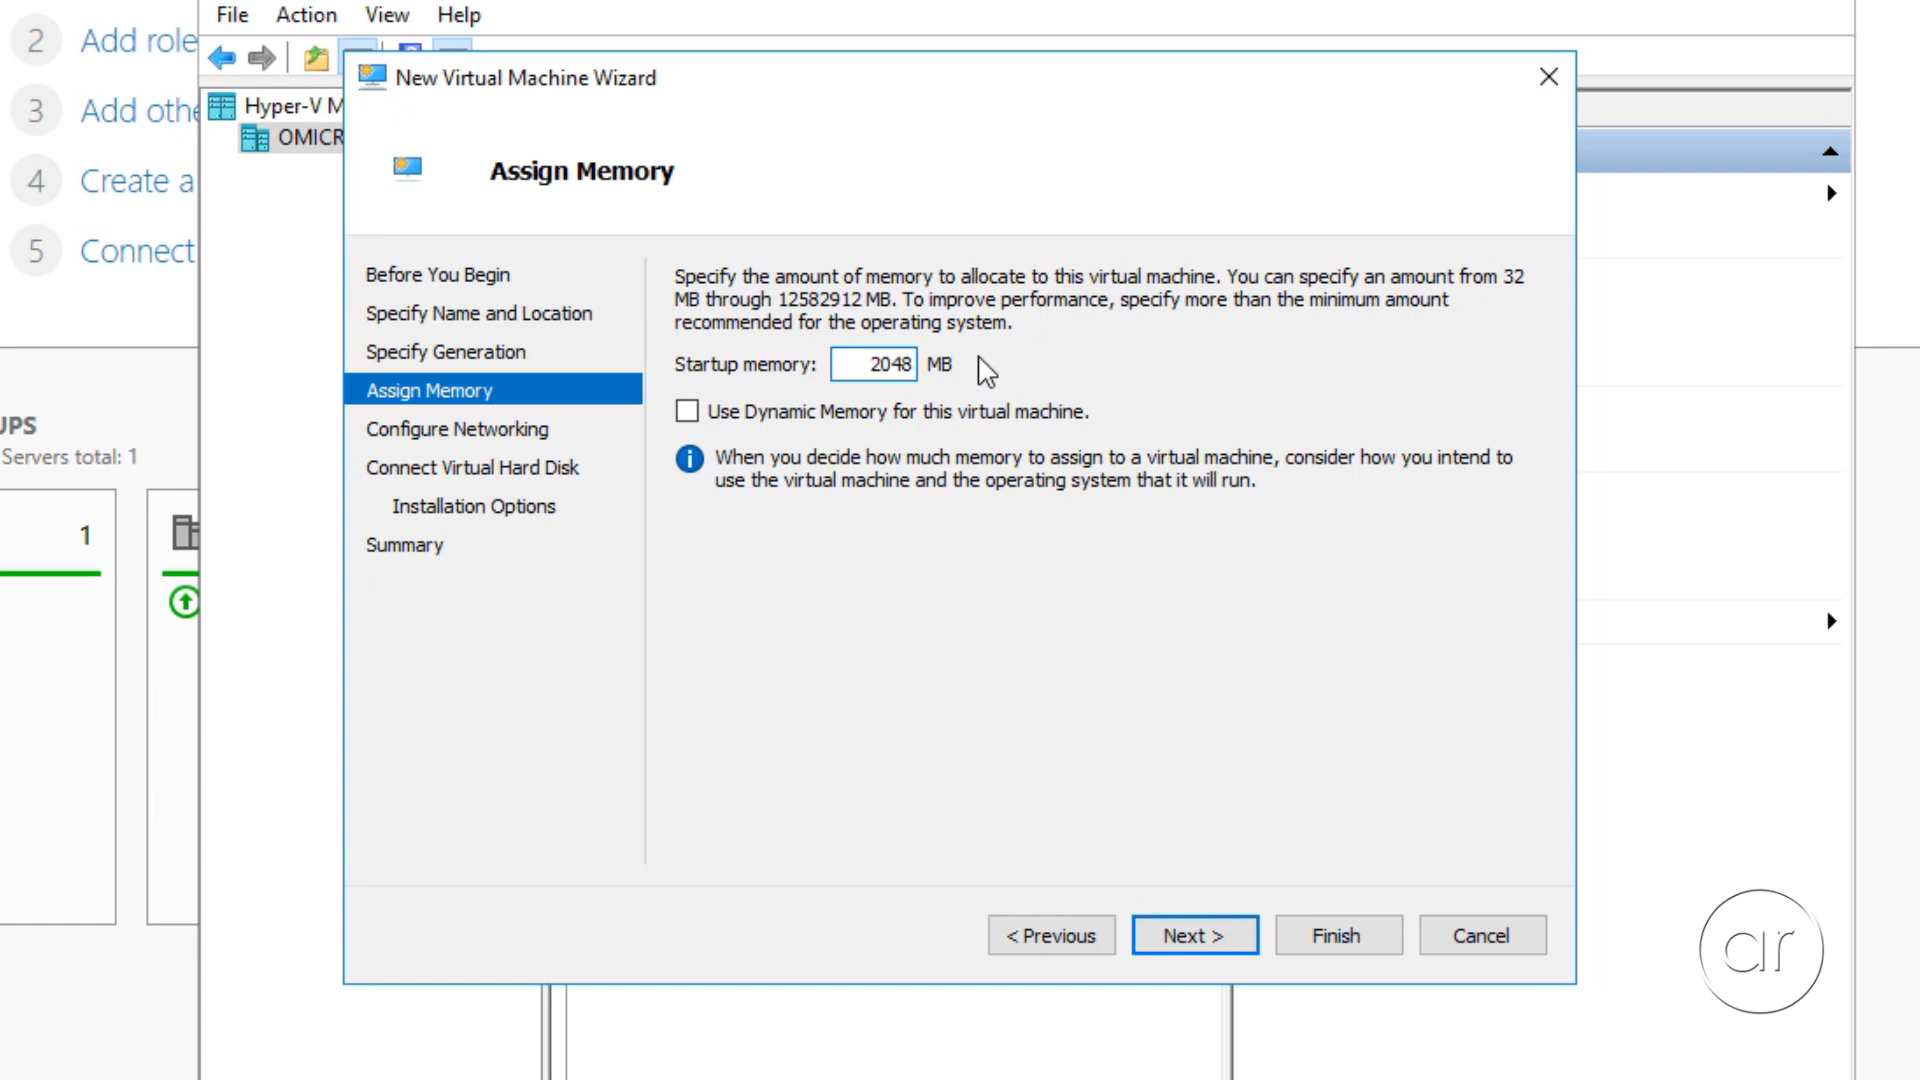 File Action View Help
2 Add role
3 Add othe
4 Create a
5 Connect
Hyper-V M
OMICR
New Virtual Machine Wizard
Assign Memory
Before You Begin
Specify Name and Location
Specify Generation
Assign Memory
Configure Networking
Connect Virtual Hard Disk
Installation Options
Summary
Specify the amount of memory to allocate to this virtual machine. You can specify an amount from 32
MB through 12582912 MB. To improve performance, specify more than the minimum amount
recommended for the operating system.
Startup memory: 2048 MB
Use Dynamic Memory for this virtual machine.
When you decide how much memory to assign to a virtual machine, consider how you intend to
use the virtual machine and the operating system that it will run.
UPS
Servers total: 1
1
< Previous Next > Finish Cancel
ar